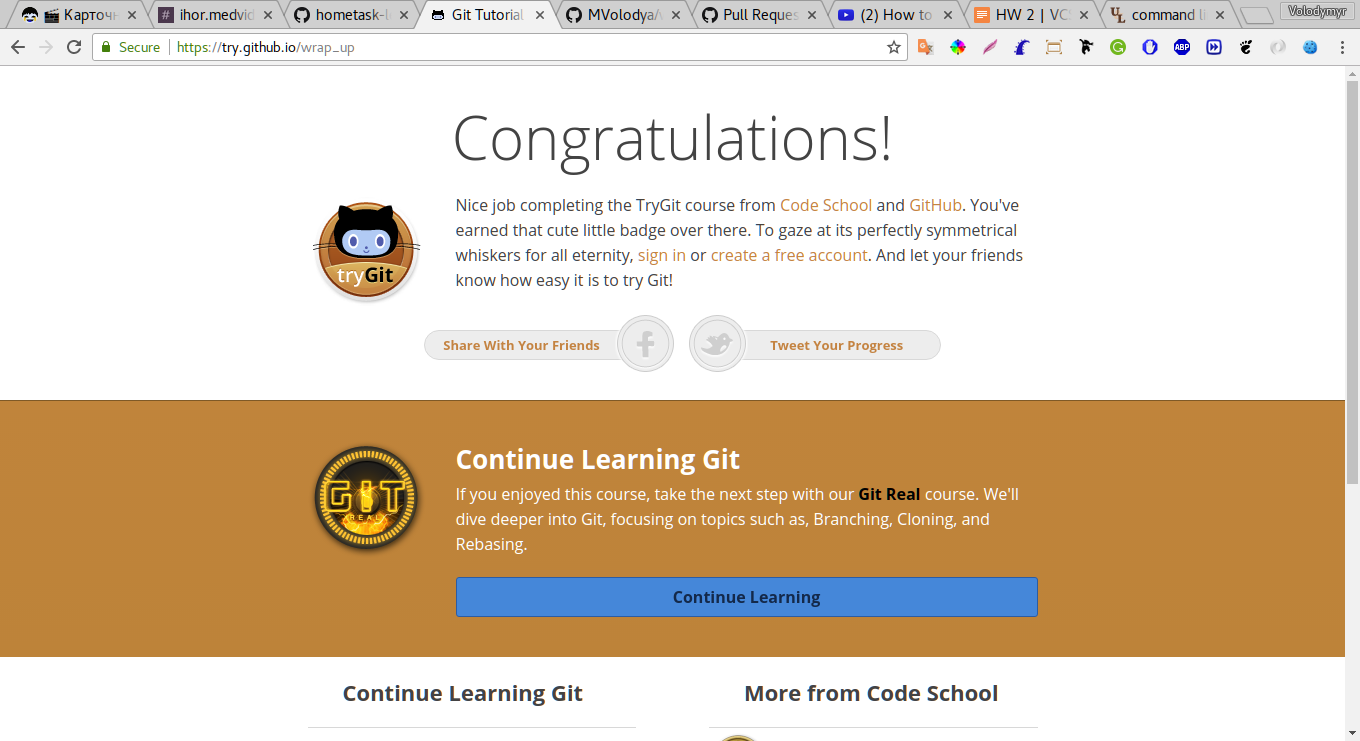 Карточн
ihor.medvid
hometask-l
Git Tutorial
MVolodya/
Pull Reques
(2) How to
HW 2 | VCS
command li
Volodymyr
Secure
https://try.github.io/wrap_up
ABP
Congratulations!
tryGit
Nice job completing the TryGit course from Code School and GitHub. You've
earned that cute little badge over there. To gaze at its perfectly symmetrical
whiskers for all eternity, sign in or create a free account. And let your friends
know how easy it is to try Git!
Share With Your Friends
Tweet Your Progress
GIT
REAL
Continue Learning Git
If you enjoyed this course, take the next step with our Git Real course. We'll
dive deeper into Git, focusing on topics such as, Branching, Cloning, and
Rebasing.
Continue Learning
Continue Learning Git
More from Code School